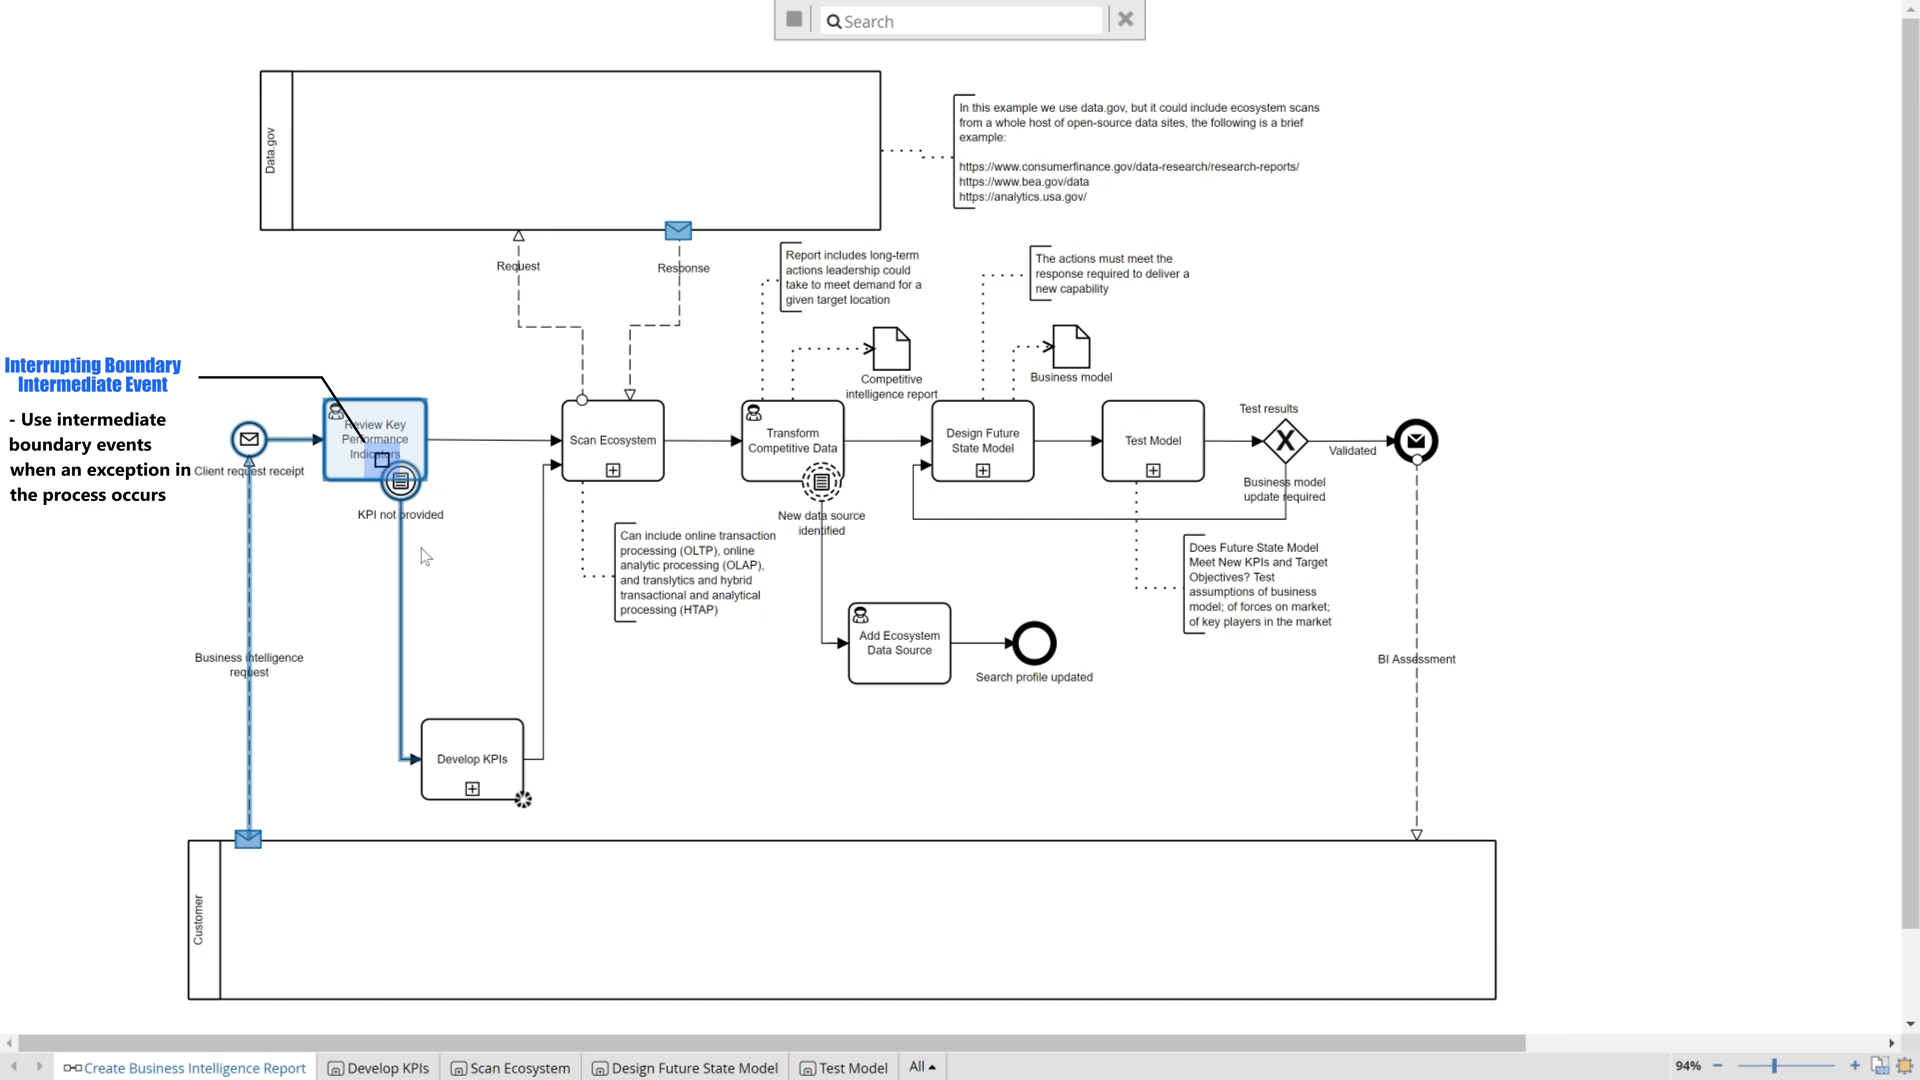 Search
Data.gov
In this example we use data.gov, but it could include ecosystem scans
from a whole host of open-source data sites, the following is a brief
example:
https://www.consumerfinance.gov/data-research/research-reports/
https://www.bea.gov/data
https://analytics.usa.gov/
Request
Response
Report includes long-term
actions leadership could
take to meet demand for a
given target location
The actions must meet the
response required to deliver a
new capability
Competitive
intelligence report
Business model
Interrupting Boundary
Intermediate Event
- Use intermediate
boundary events
when an exception in
the process occurs
Client request receipt
Review Key
Performance
Indicators
KPI not provided
Scan Ecosystem
Transform
Competitive Data
New data source
identified
Design Future
State Model
Test Model
Test results
X
Validated
Business model
update required
Can include online transaction
processing (OLTP), online
analytic processing (OLAP),
and translytics and hybrid
transactional and analytical
processing (HTAP)
Does Future State Model
Meet New KPIs and Target
Objectives? Test
assumptions of business
model; of forces on market;
of key players in the market
Add Ecosystem
Data Source
Search profile updated
Business intelligence
request
BI Assessment
Develop KPIs
Customer
Create Business Intelligence Report
Develop KPIs
Scan Ecosystem
Design Future State Model
Test Model
All
94%
100